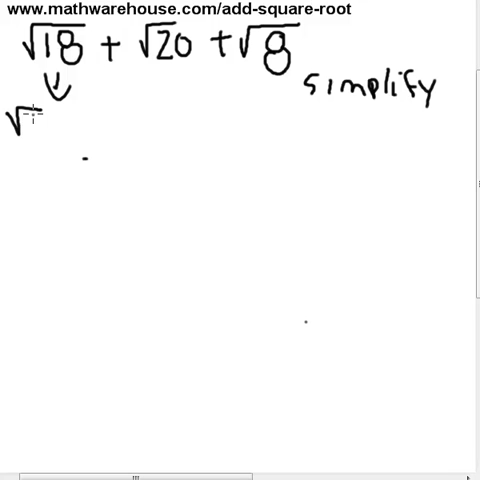 www.mathwarehouse.com/add-square-root
√18 + √20 + √8
simplify
√